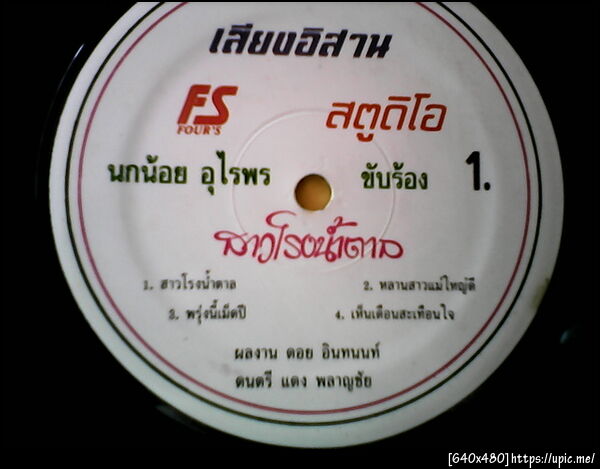 เสียงอิสาน
FS
FOUR'S
สตูดิโอ
นกน้อย อุไรพร ขับร้อง 1.
สาวโรงน้ำตาล
1. สาวโรงน้ำตาล 2. หลานสาวแม่ใหญ่ดี
3. พรุ่งนี้เม็ดปี 4. เห็นเดือนสะเทือนใจ
ผลงาน ดอย อินทนนท์
ดนตรี แดง พลาญชัย
[640x480]https://upic.me/